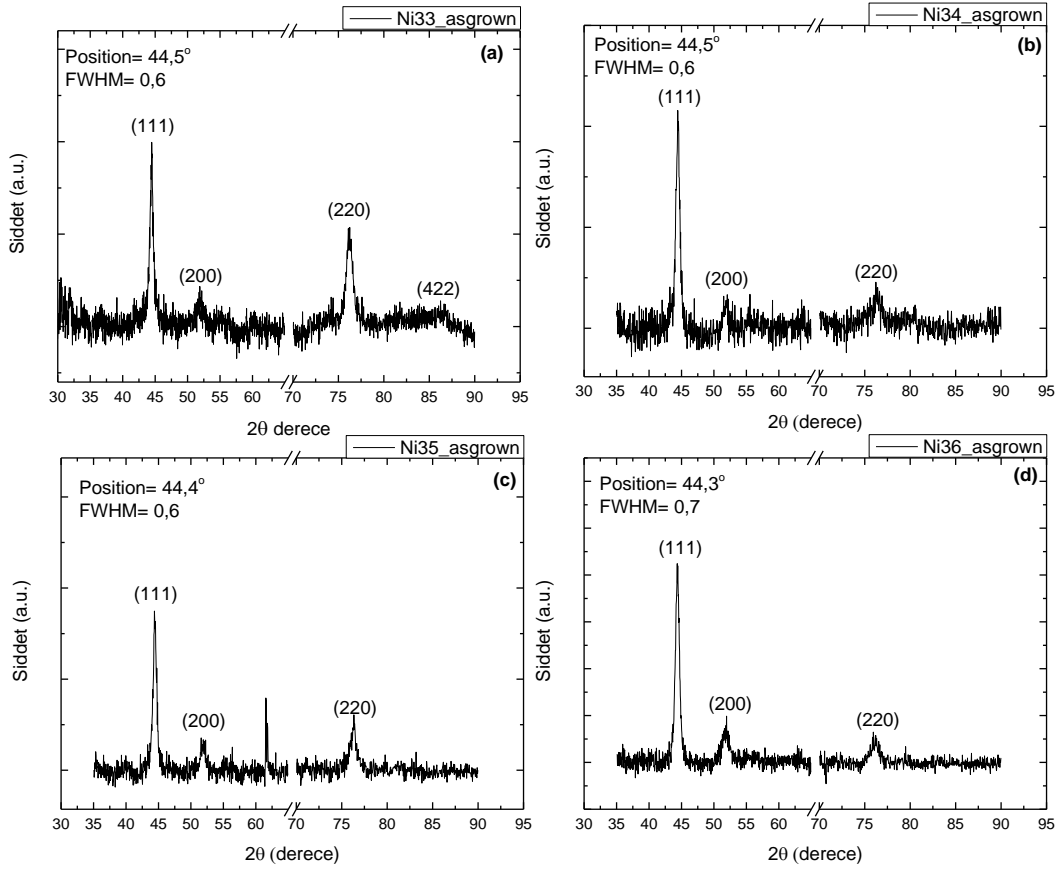 Ni33_asgrown
(a)
Position= 44,5°
FWHM= 0,6
(111)
(200)
(220)
(422)
Siddet (a.u.)
30 35 40 45 50 55 60 70 75 80 85 90 95
2θ derece
Ni34_asgrown
(b)
Position= 44,5°
FWHM= 0,6
(111)
(200)
(220)
Siddet (a.u.)
30 35 40 45 50 55 60 70 75 80 85 90 95
2θ (derece)
Ni35_asgrown
(c)
Position= 44,4°
FWHM= 0,6
(111)
(200)
(220)
Siddet (a.u.)
30 35 40 45 50 55 60 70 75 80 85 90 95
2θ (derece)
Ni36_asgrown
(d)
Position= 44,3°
FWHM= 0,7
(111)
(200)
(220)
Siddet (a.u.)
30 35 40 45 50 55 60 70 75 80 85 90 95
2θ (derece)